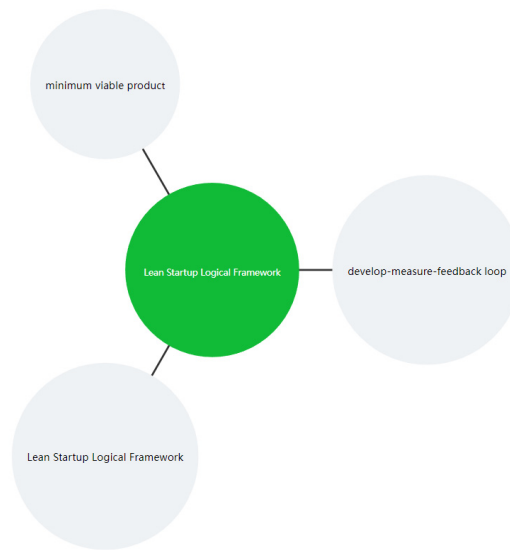 minimum viable product
Lean Startup Logical Framework
develop-measure-feedback loop
Lean Startup Logical Framework